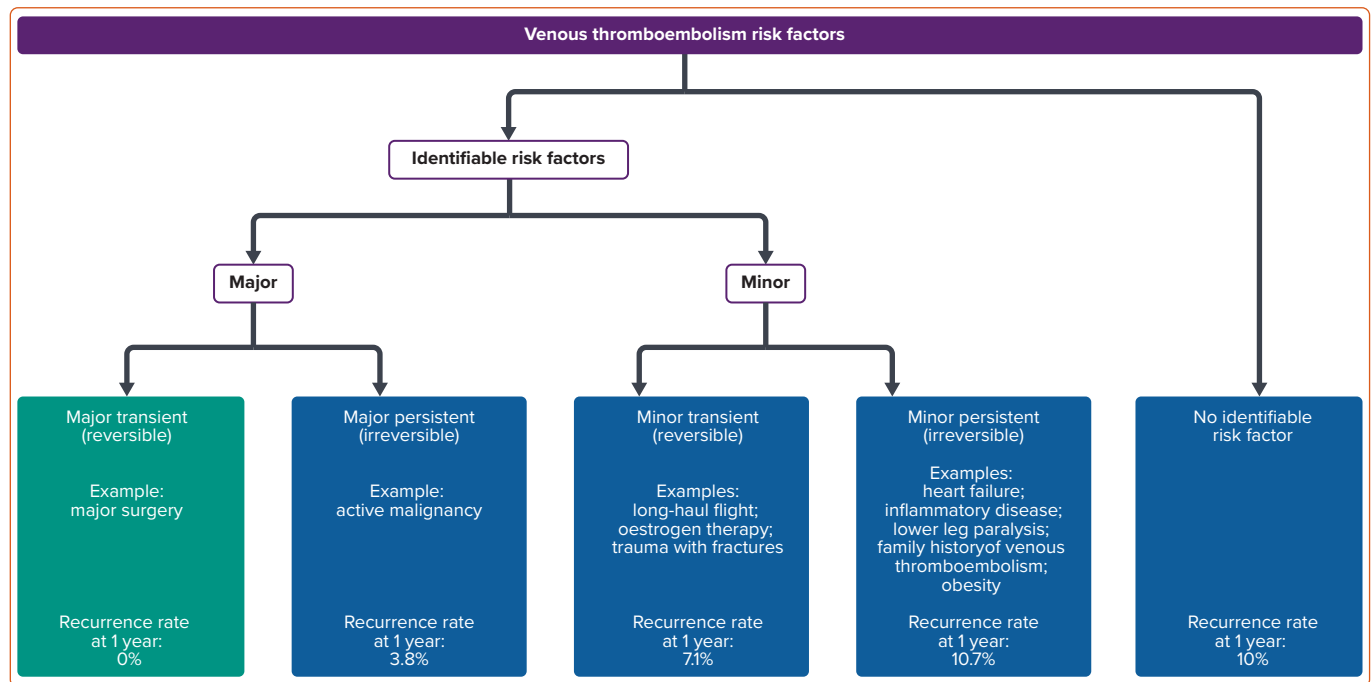 Venous thromboembolism risk factors
Identifiable risk factors
Major
Minor
Major transient
(reversible)
Example:
major surgery
Recurrence rate
at 1 year:
0%
Major persistent
(irreversible)
Example:
active malignancy
Recurrence rate
at 1 year:
3.8%
Minor transient
(reversible)
Examples:
long-haul flight;
oestrogen therapy;
trauma with fractures
Recurrence rate
at 1 year:
7.1%
Minor persistent
(irreversible)
Examples:
heart failure;
inflammatory disease;
lower leg paralysis;
family historyof venous
thromboembolism;
obesity
Recurrence rate
at 1 year:
10.7%
No identifiable
risk factor
Recurrence rate
at 1 year:
10%